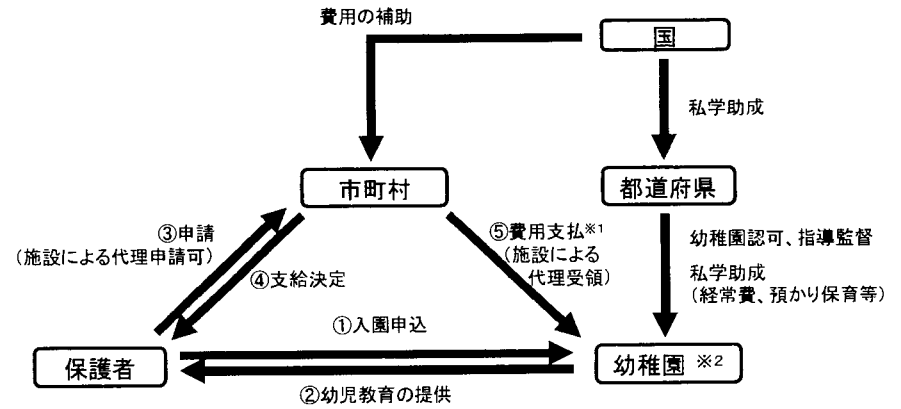 費用の補助
国
私学助成
市町村
都道府県
③申請
(施設による代理申請可)
④支給決定
⑤費用支払※1
(施設による
代理受領)
幼稚園認可、指導監督
私学助成
(経常費、預かり保育等)
①入園申込
保護者
幼稚園 ※2
②幼児教育の提供